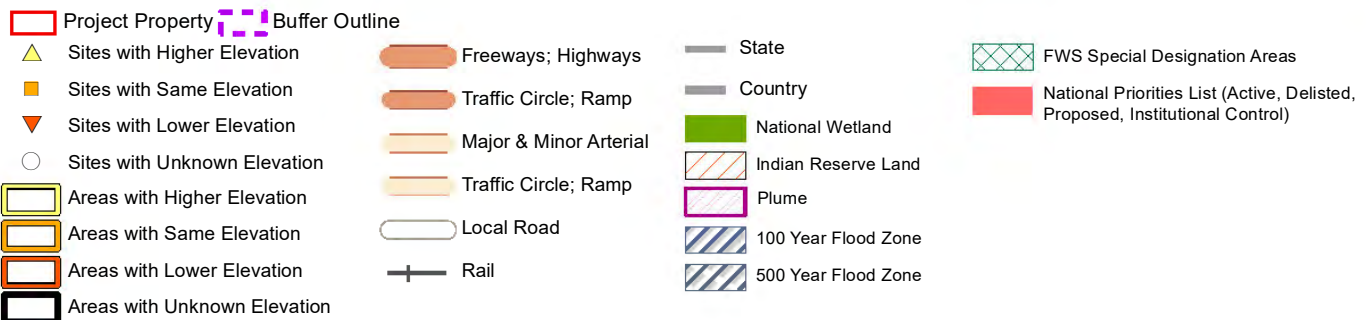 Project Property
Buffer Outline
Sites with Higher Elevation
Sites with Same Elevation
Sites with Lower Elevation
Sites with Unknown Elevation
Areas with Higher Elevation
Areas with Same Elevation
Areas with Lower Elevation
Areas with Unknown Elevation
Freeways; Highways
Traffic Circle; Ramp
Major & Minor Arterial
Traffic Circle; Ramp
Local Road
Rail
State
Country
National Wetland
Indian Reserve Land
Plume
100 Year Flood Zone
500 Year Flood Zone
FWS Special Designation Areas
National Priorities List (Active, Delisted,
Proposed, Institutional Control)